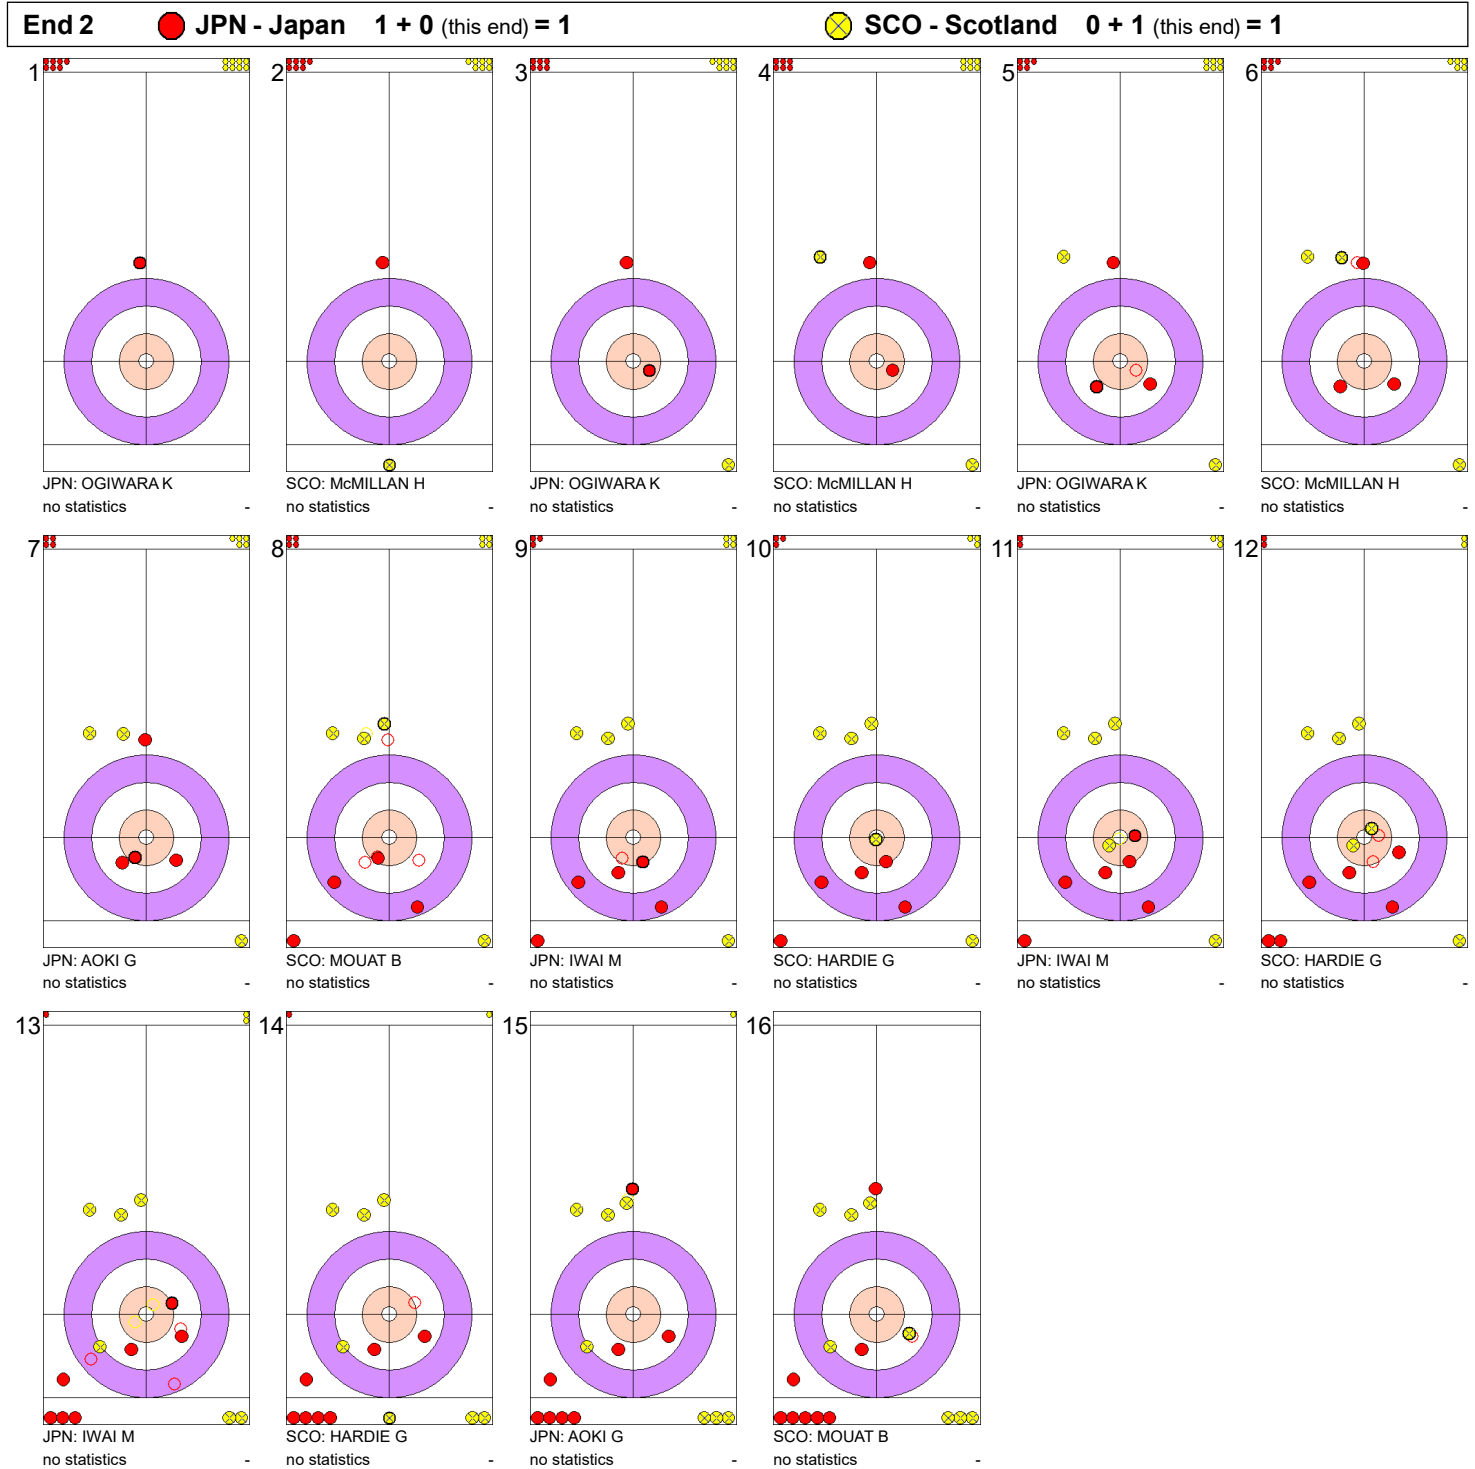 End 2 JPN - Japan 1 + 0 (this end) = 1 SCO - Scotland 0 + 1 (this end) = 1
1 2 3 4 5 6
JPN: OGIWARA K SCO: McMILLAN H JPN: OGIWARA K SCO: McMILLAN H JPN: OGIWARA K SCO: McMILLAN H
no statistics - no statistics - no statistics - no statistics - no statistics - no statistics -
7 8 9 10 11 12
JPN: AOKI G SCO: MOUAT B JPN: IWAI M SCO: HARDIE G JPN: IWAI M SCO: HARDIE G
no statistics - no statistics - no statistics - no statistics - no statistics - no statistics -
13 14 15 16
JPN: IWAI M SCO: HARDIE G JPN: AOKI G SCO: MOUAT B
no statistics - no statistics - no statistics - no statistics -